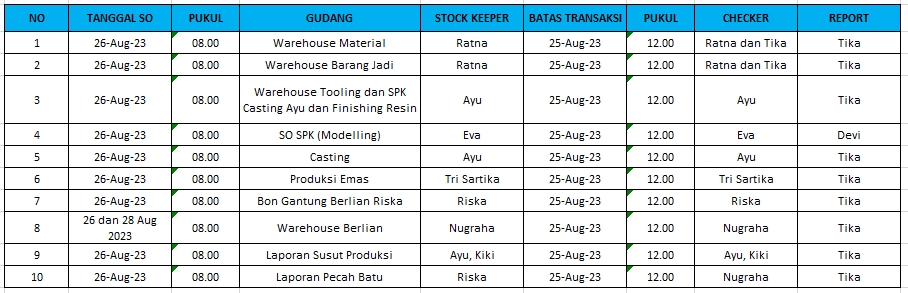 NO TANGGAL SO PUKUL GUDANG STOCK KEEPER BATAS TRANSAKSI PUKUL CHECKER REPORT
1 26-Aug-23 08.00 Warehouse Material Ratna 25-Aug-23 12.00 Ratna dan Tika Tika
2 26-Aug-23 08.00 Warehouse Barang Jadi Ratna 25-Aug-23 12.00 Ratna dan Tika Tika
3 26-Aug-23 08.00 Warehouse Tooling dan SPK
Casting Ayu dan Finishing Resin Ayu 25-Aug-23 12.00 Ayu Tika
4 26-Aug-23 08.00 SO SPK (Modelling) Eva 25-Aug-23 12.00 Eva Devi
5 26-Aug-23 08.00 Casting Ayu 25-Aug-23 12.00 Ayu Tika
6 26-Aug-23 08.00 Produksi Emas Tri Sartika 25-Aug-23 12.00 Tri Sartika Tika
7 26-Aug-23 08.00 Bon Gantung Berlian Riska Riska 25-Aug-23 12.00 Riska Tika
8 26 dan 28 Aug
2023 08.00 Warehouse Berlian Nugraha 25-Aug-23 12.00 Nugraha Tika
9 26-Aug-23 08.00 Laporan Susut Produksi Ayu, Kiki 25-Aug-23 12.00 Ayu, Kiki Tika
10 26-Aug-23 08.00 Laporan Pecah Batu Riska 25-Aug-23 12.00 Nugraha Tika